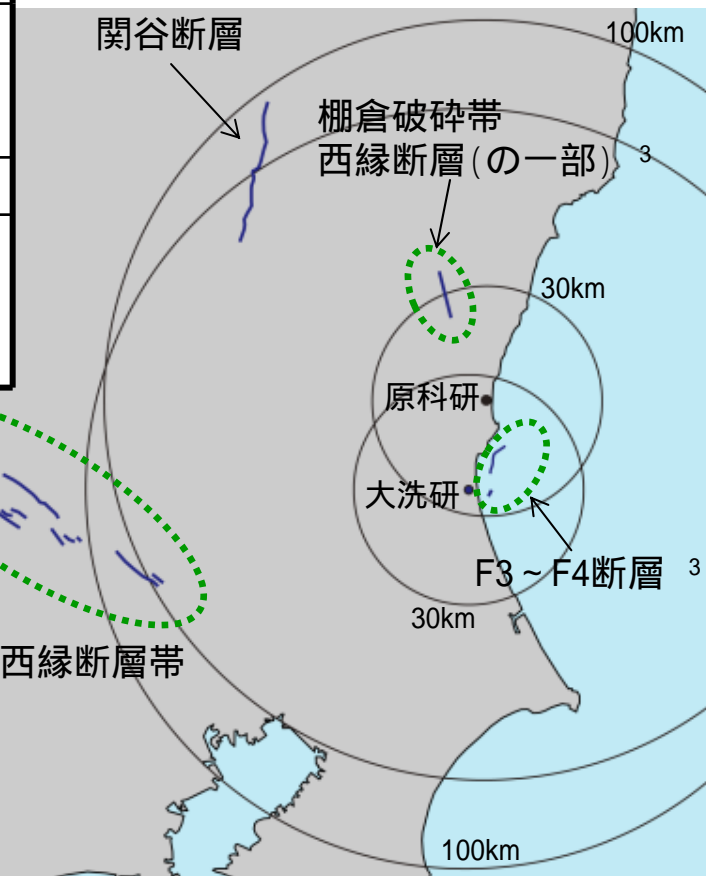 関谷断層
100km
棚倉破砕帯
西縁断層(の一部) 3
30km
原科研
大洗研
F3~F4断層 3
30km
西縁断層帯
100km